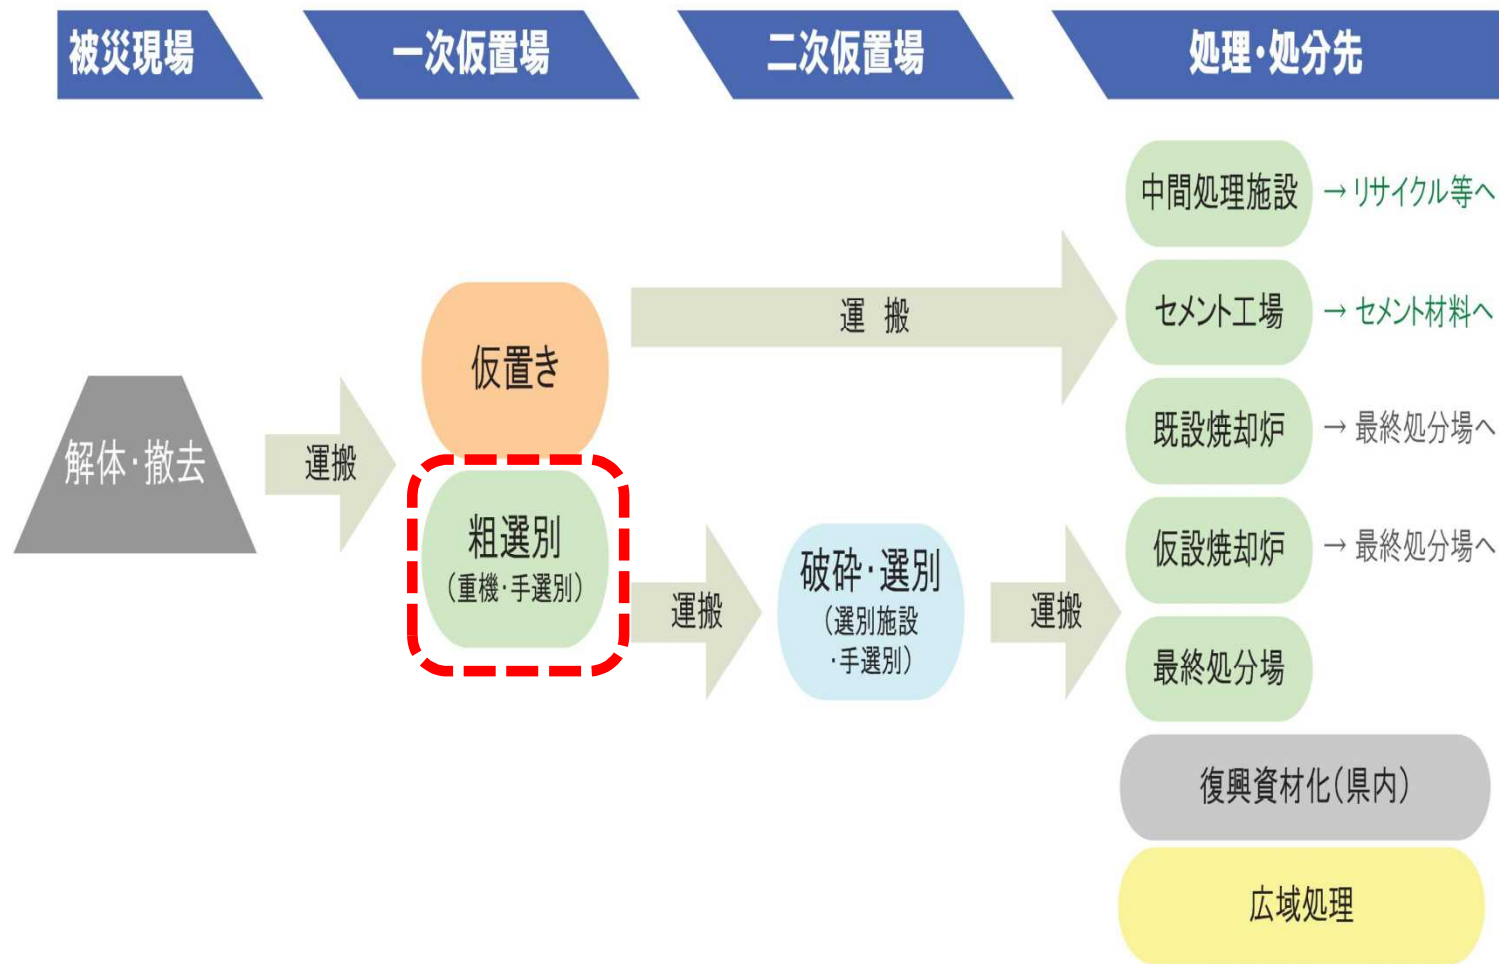 被災現場
一次仮置場
二次仮置場
処理・処分先
解体・撤去
運搬
仮置き
粗選別
（重機・手選別）
運搬
運搬
破砕・選別
（選別施設
・手選別）
運搬
中間処理施設
→ リサイクル等へ
セメント工場
→ セメント材料へ
既設焼却炉
→ 最終処分場へ
仮設焼却炉
→ 最終処分場へ
最終処分場
復興資材化（県内）
広域処理